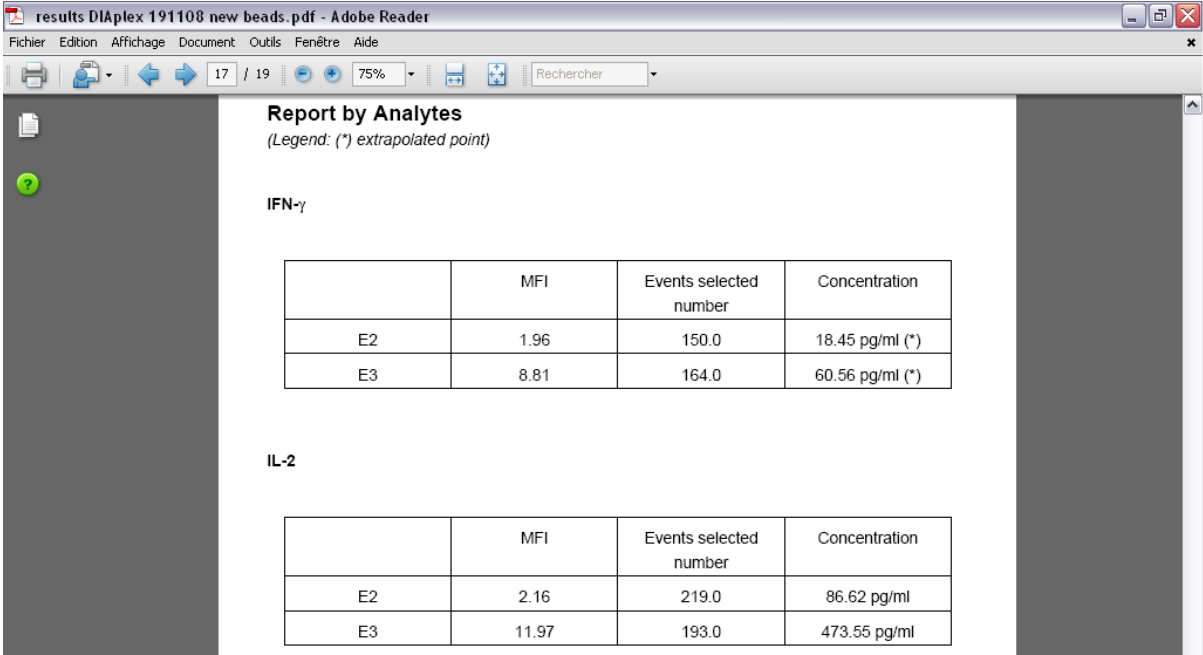 results DIAplex 191108 new beads.pdf - Adobe Reader
Fichier Edition Affichage Document Outils Fenêtre Aide
17 / 19 75% Rechercher
Report by Analytes
(Legend: (*) extrapolated point)
IFN-γ
MFI Events selected number Concentration
E2 1.96 150.0 18.45 pg/ml (*)
E3 8.81 164.0 60.56 pg/ml (*)
IL-2
MFI Events selected number Concentration
E2 2.16 219.0 86.62 pg/ml
E3 11.97 193.0 473.55 pg/ml